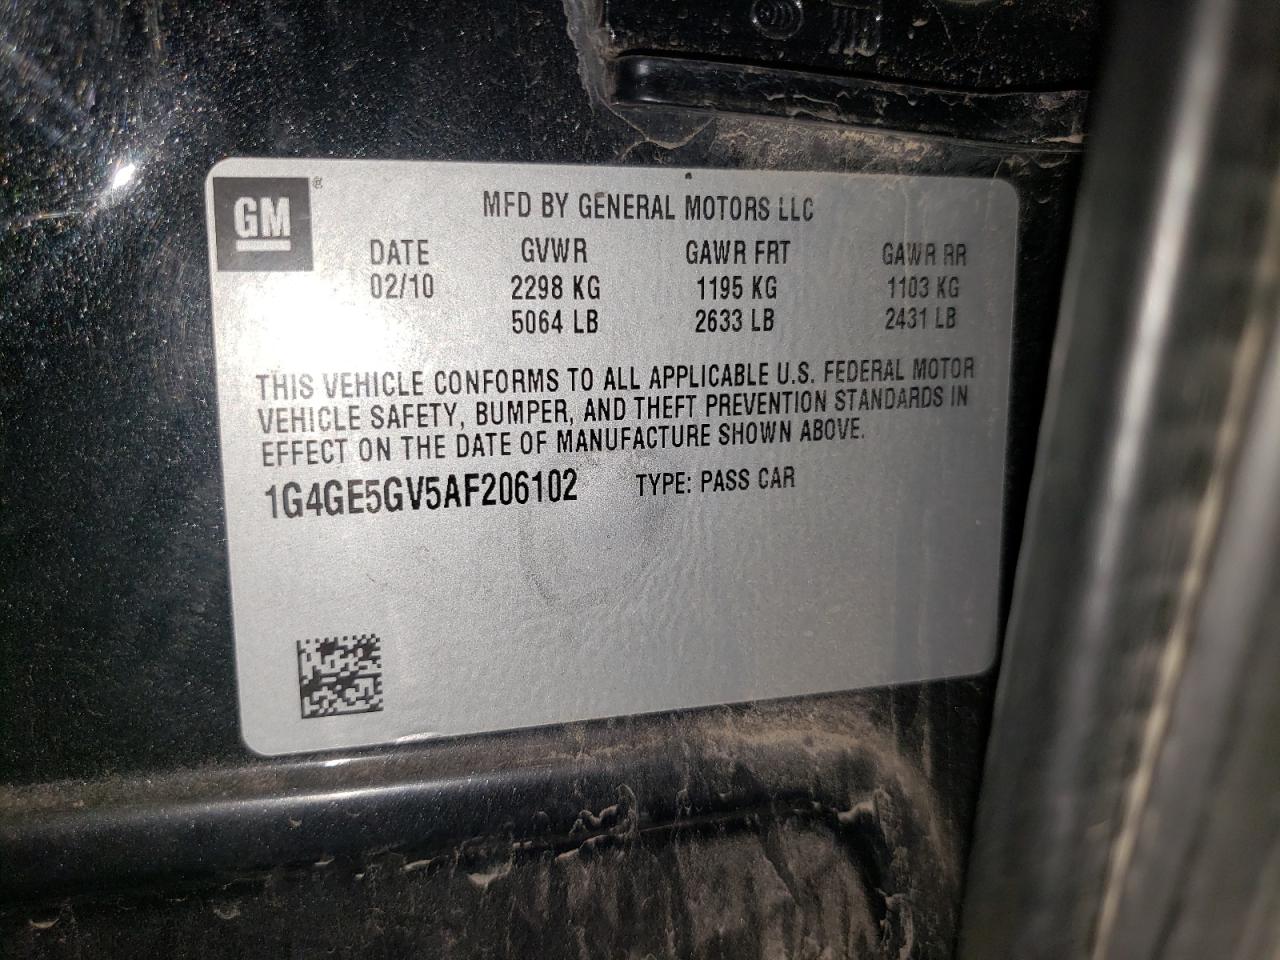 GM ®
MFD BY GENERAL MOTORS LLC
DATE GVWR GAWR FRT GAWR RR
02/10 2298 KG 1195 KG 1103 KG
5064 LB 2633 LB 2431 LB
THIS VEHICLE CONFORMS TO ALL APPLICABLE U.S. FEDERAL MOTOR
VEHICLE SAFETY, BUMPER, AND THEFT PREVENTION STANDARDS IN
EFFECT ON THE DATE OF MANUFACTURE SHOWN ABOVE.
1G4GE5GV5AF206102 TYPE: PASS CAR